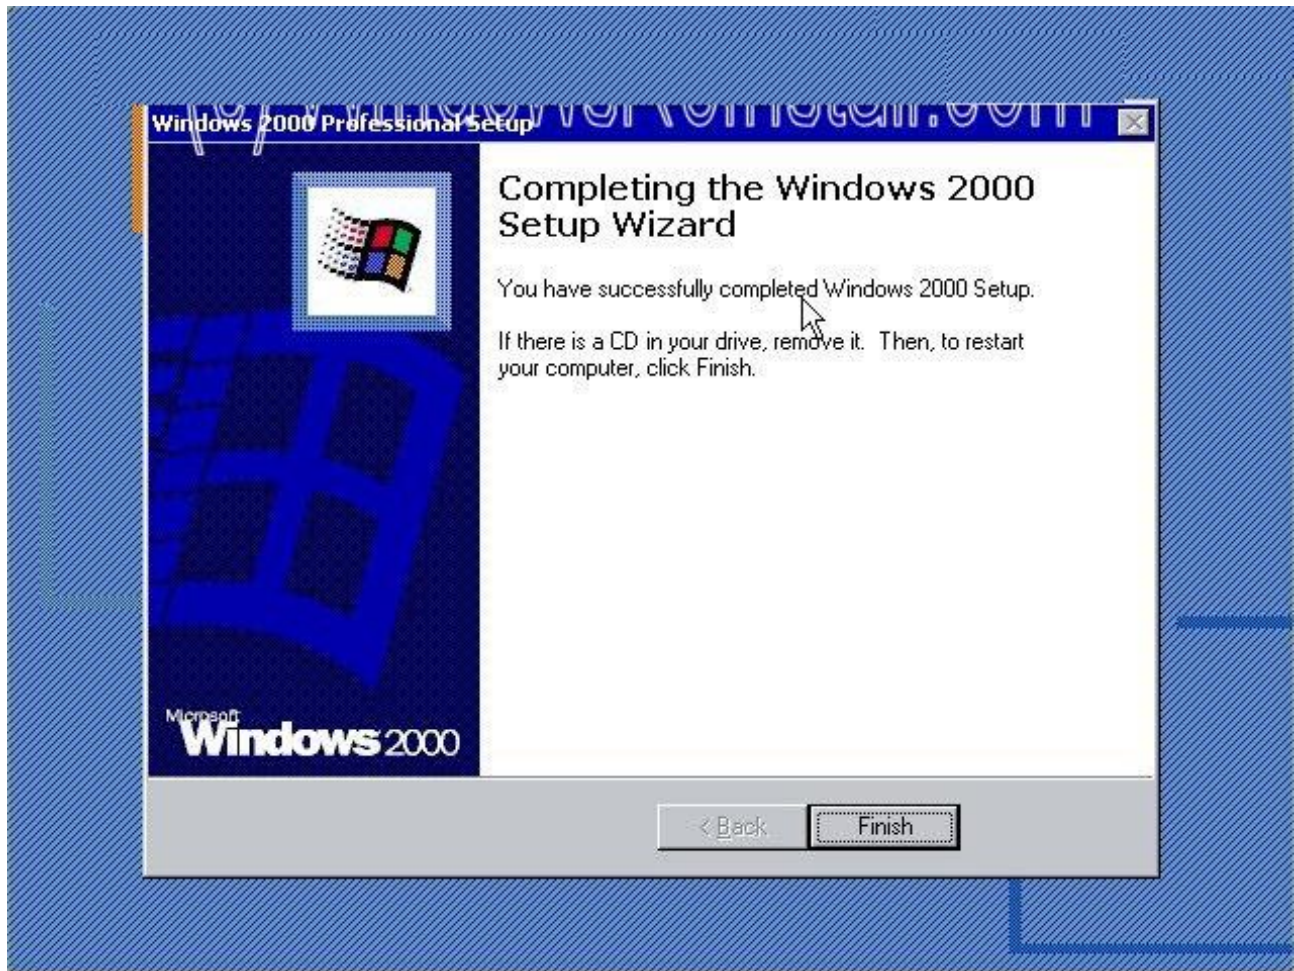 Windows 2000 Professional Setup
Completing the Windows 2000
Setup Wizard
You have successfully completed Windows 2000 Setup.
If there is a CD in your drive, remove it. Then, to restart
your computer, click Finish.
Microsoft
Windows 2000
< Back
Finish